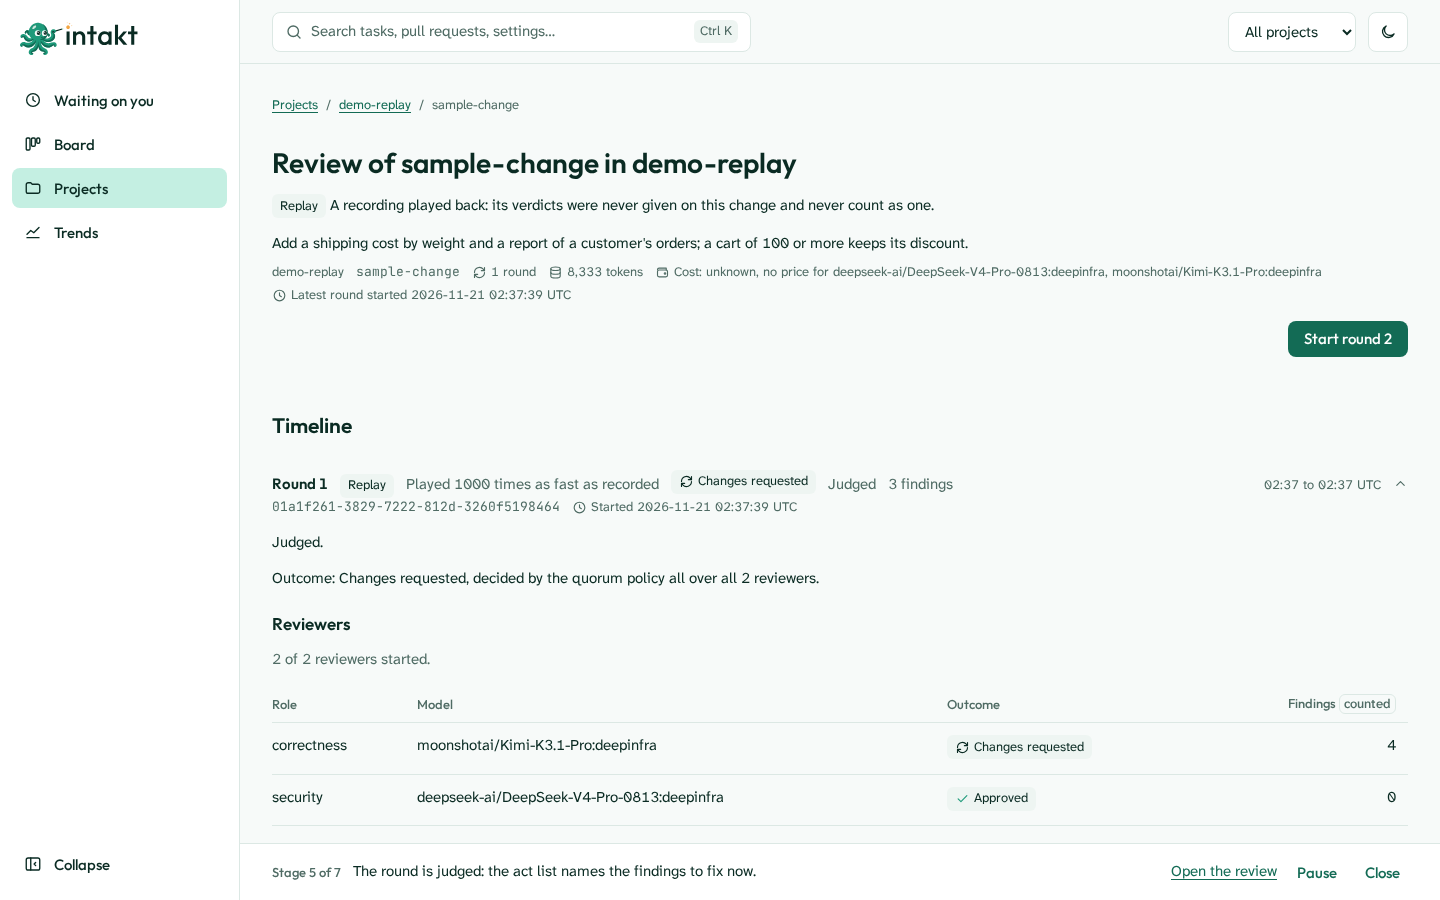 intakt
Search tasks, pull requests, settings...
Ctrl K
All projects
Waiting on you
Board
Projects
Trends
Collapse
Projects / demo-replay / sample-change
Review of sample-change in demo-replay
Replay A recording played back: its verdicts were never given on this change and never count as one.
Add a shipping cost by weight and a report of a customer's orders; a cart of 100 or more keeps its discount.
demo-replay sample-change 1 round 8,333 tokens Cost: unknown, no price for deepseek-ai/DeepSeek-V4-Pro-0813:deepinfra, moonshotai/Kimi-K3.1-Pro:deepinfra
Latest round started 2026-11-21 02:37:39 UTC
Start round 2
Timeline
Round 1 Replay Played 1000 times as fast as recorded Changes requested Judged 3 findings 02:37 to 02:37 UTC
01a1f261-3829-7222-812d-3260f5198464 Started 2026-11-21 02:37:39 UTC
Judged.
Outcome: Changes requested, decided by the quorum policy all over all 2 reviewers.
Reviewers
2 of 2 reviewers started.
Role Model Outcome Findings counted
correctness moonshotai/Kimi-K3.1-Pro:deepinfra Changes requested 4
security deepseek-ai/DeepSeek-V4-Pro-0813:deepinfra Approved 0
Stage 5 of 7 The round is judged: the act list names the findings to fix now. Open the review Pause Close